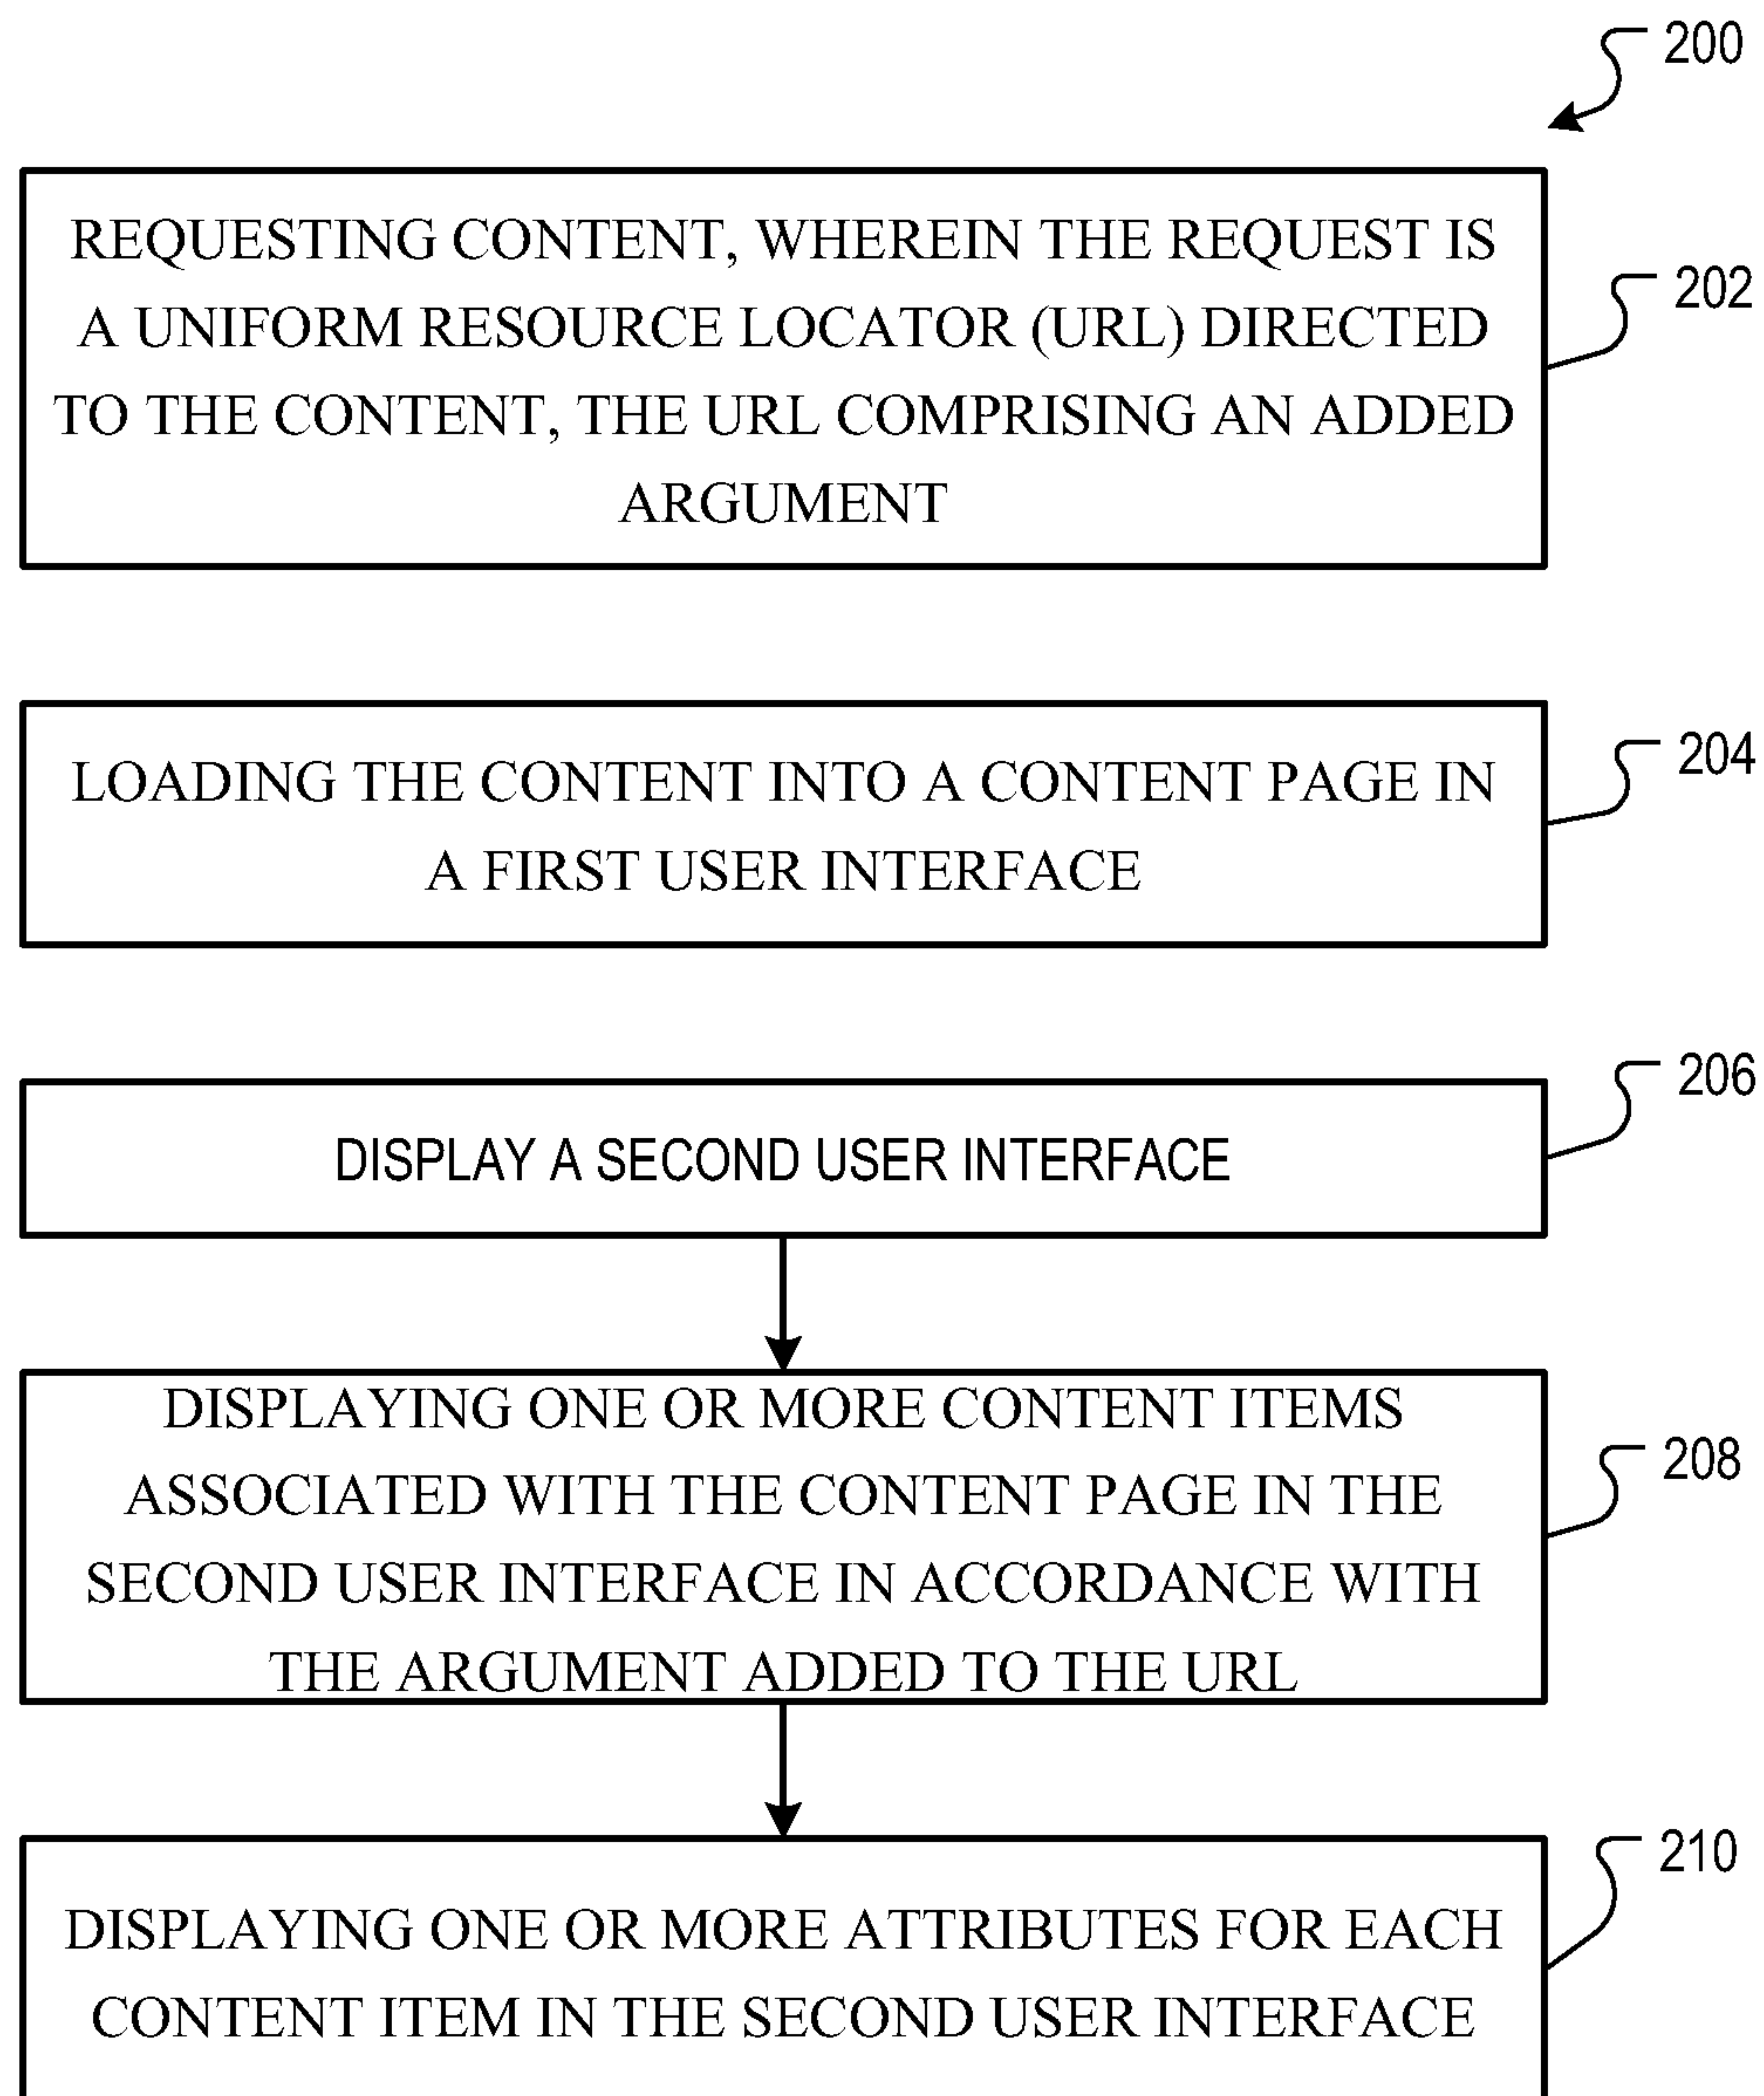 200
REQUESTING CONTENT, WHEREIN THE REQUEST IS
A UNIFORM RESOURCE LOCATOR (URL) DIRECTED
TO THE CONTENT, THE URL COMPRISING AN ADDED
ARGUMENT
202
LOADING THE CONTENT INTO A CONTENT PAGE IN
A FIRST USER INTERFACE
204
DISPLAY A SECOND USER INTERFACE
206
DISPLAYING ONE OR MORE CONTENT ITEMS
ASSOCIATED WITH THE CONTENT PAGE IN THE
SECOND USER INTERFACE IN ACCORDANCE WITH
THE ARGUMENT ADDED TO THE URL
208
DISPLAYING ONE OR MORE ATTRIBUTES FOR EACH
CONTENT ITEM IN THE SECOND USER INTERFACE
210